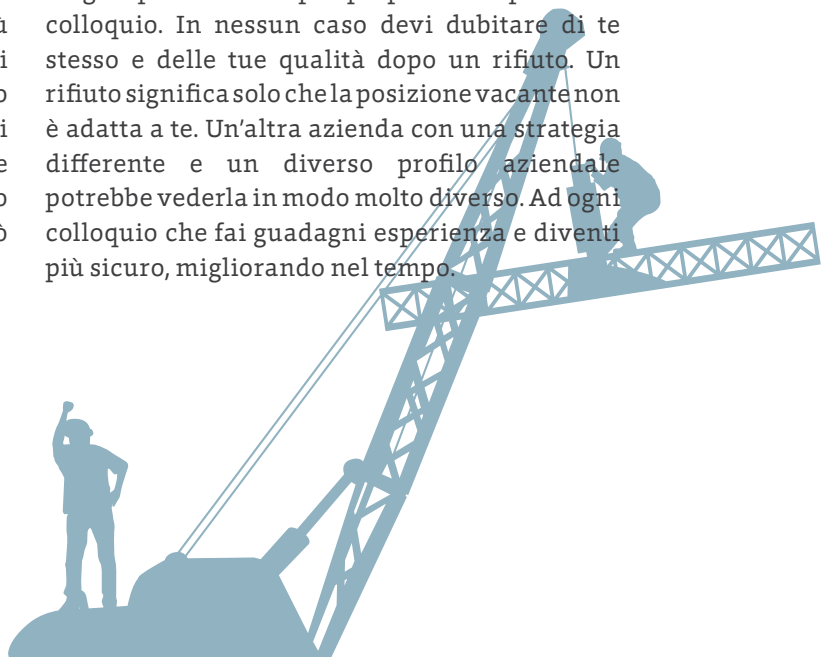 colloquio. In nessun caso devi dubitare di te
stesso e delle tue qualità dopo un rifiuto. Un
rifiuto significa solo che la posizione vacante non
è adatta a te. Un’altra azienda con una strategia
differente e un diverso profilo aziendale
potrebbe vederla in modo molto diverso. Ad ogni
colloquio che fai guadagni esperienza e diventi
più sicuro, migliorando nel tempo.